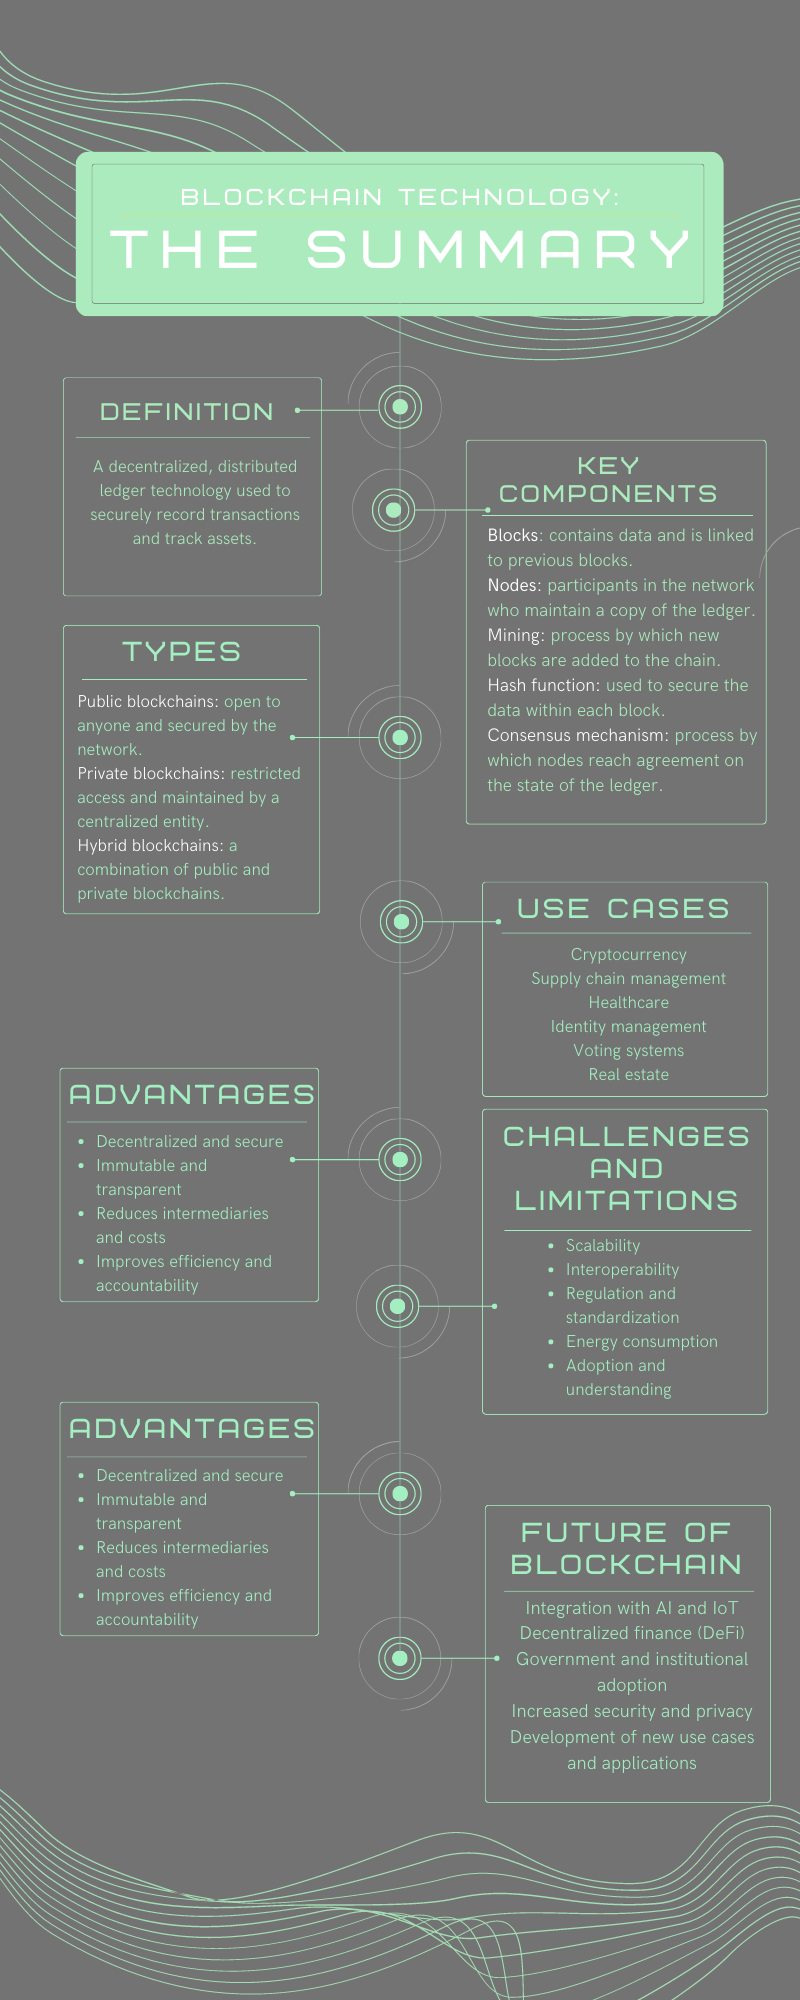 BLOCKCHAIN TECHNOLOGY:
THE SUMMARY
DEFINITION
A decentralized, distributed
ledger technology used to
securely record transactions
and track assets.
KEY
COMPONENTS
Blocks: contains data and is linked
to previous blocks.
Nodes: participants in the network
who maintain a copy of the ledger.
Mining: process by which new
blocks are added to the chain.
Hash function: used to secure the
data within each block.
Consensus mechanism: process by
which nodes reach agreement on
the state of the ledger.
TYPES
Public blockchains: open to
anyone and secured by the
network.
Private blockchains: restricted
access and maintained by a
centralized entity.
Hybrid blockchains: a
combination of public and
private blockchains.
USE CASES
Cryptocurrency
Supply chain management
Healthcare
Identity management
Voting systems
Real estate
ADVANTAGES
• Decentralized and secure
• Immutable and
transparent
• Reduces intermediaries
and costs
• Improves efficiency and
accountability
CHALLENGES
AND
LIMITATIONS
• Scalability
• Interoperability
• Regulation and
standardization
• Energy consumption
• Adoption and
understanding
ADVANTAGES
• Decentralized and secure
• Immutable and
transparent
• Reduces intermediaries
and costs
• Improves efficiency and
accountability
FUTURE OF
BLOCKCHAIN
Integration with AI and IoT
Decentralized finance (DeFi)
Government and institutional
adoption
Increased security and privacy
Development of new use cases
and applications